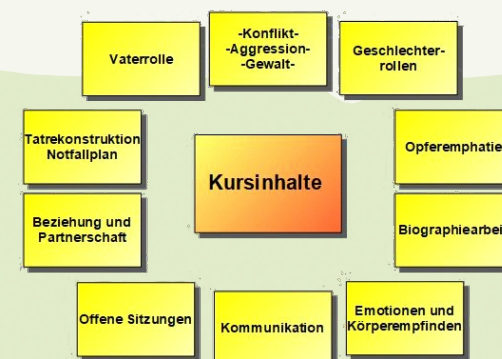 Vaterrolle
-Konflikt-
-Aggression-
-Gewalt-
Geschlechter-
rollen
Tatrekonstruktion
Notfallplan
Kursinhalte
Opferemphatie
Beziehung und
Partnerschaft
Biographiearbei
Offene Sitzungen
Kommunikation
Emotionen und
Körperempfinden